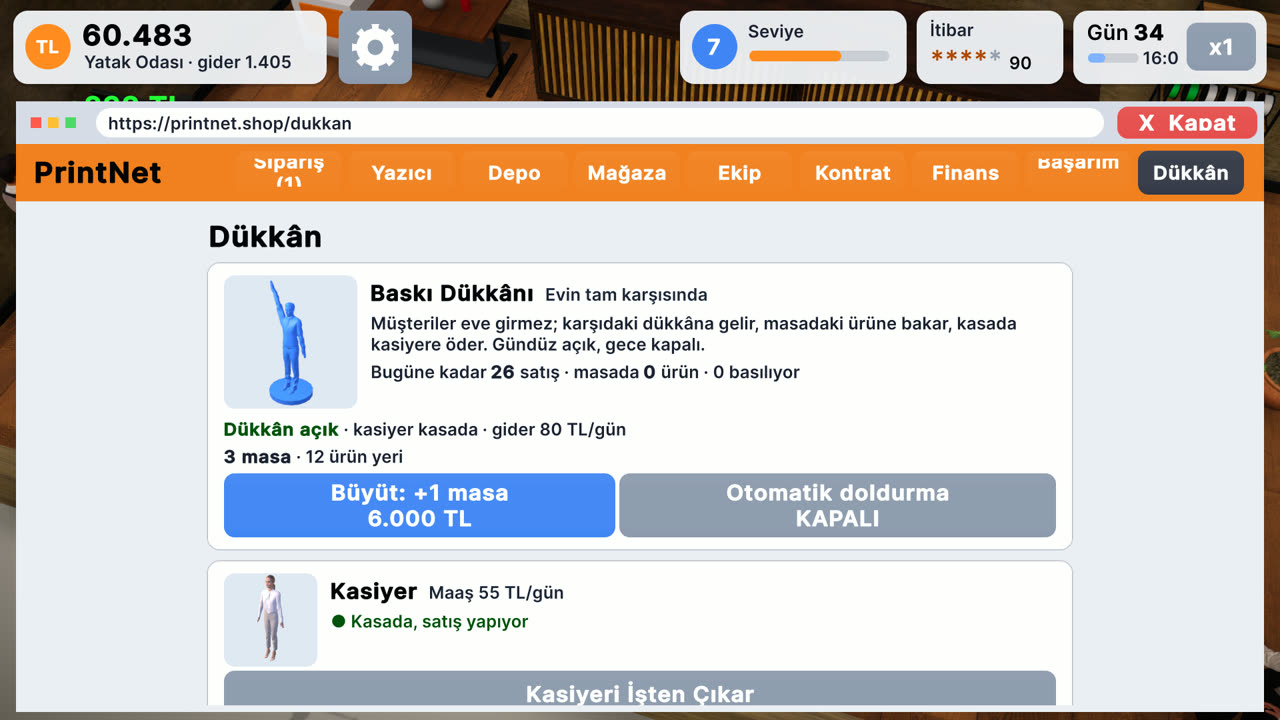 TL
60.483
Yatak Odası · gider 1.405
7
Seviye
İtibar
90
Gün 34
16:0
x1
https://printnet.shop/dukkan
X Kapat
PrintNet
Sipariş
(1)
Yazıcı
Depo
Mağaza
Ekip
Kontrat
Finans
Başarım
Dükkân
Dükkân
Baskı Dükkânı Evin tam karşısında
Müşteriler eve girmez; karşıdaki dükkâna gelir, masadaki ürüne bakar, kasada
kasiyere öder. Gündüz açık, gece kapalı.
Bugüne kadar 26 satış · masada 0 ürün · 0 basılıyor
Dükkân açık · kasiyer kasada · gider 80 TL/gün
3 masa · 12 ürün yeri
Büyüt: +1 masa
6.000 TL
Otomatik doldurma
KAPALI
Kasiyer Maaş 55 TL/gün
Kasada, satış yapıyor
Kasiyeri İşten Çıkar